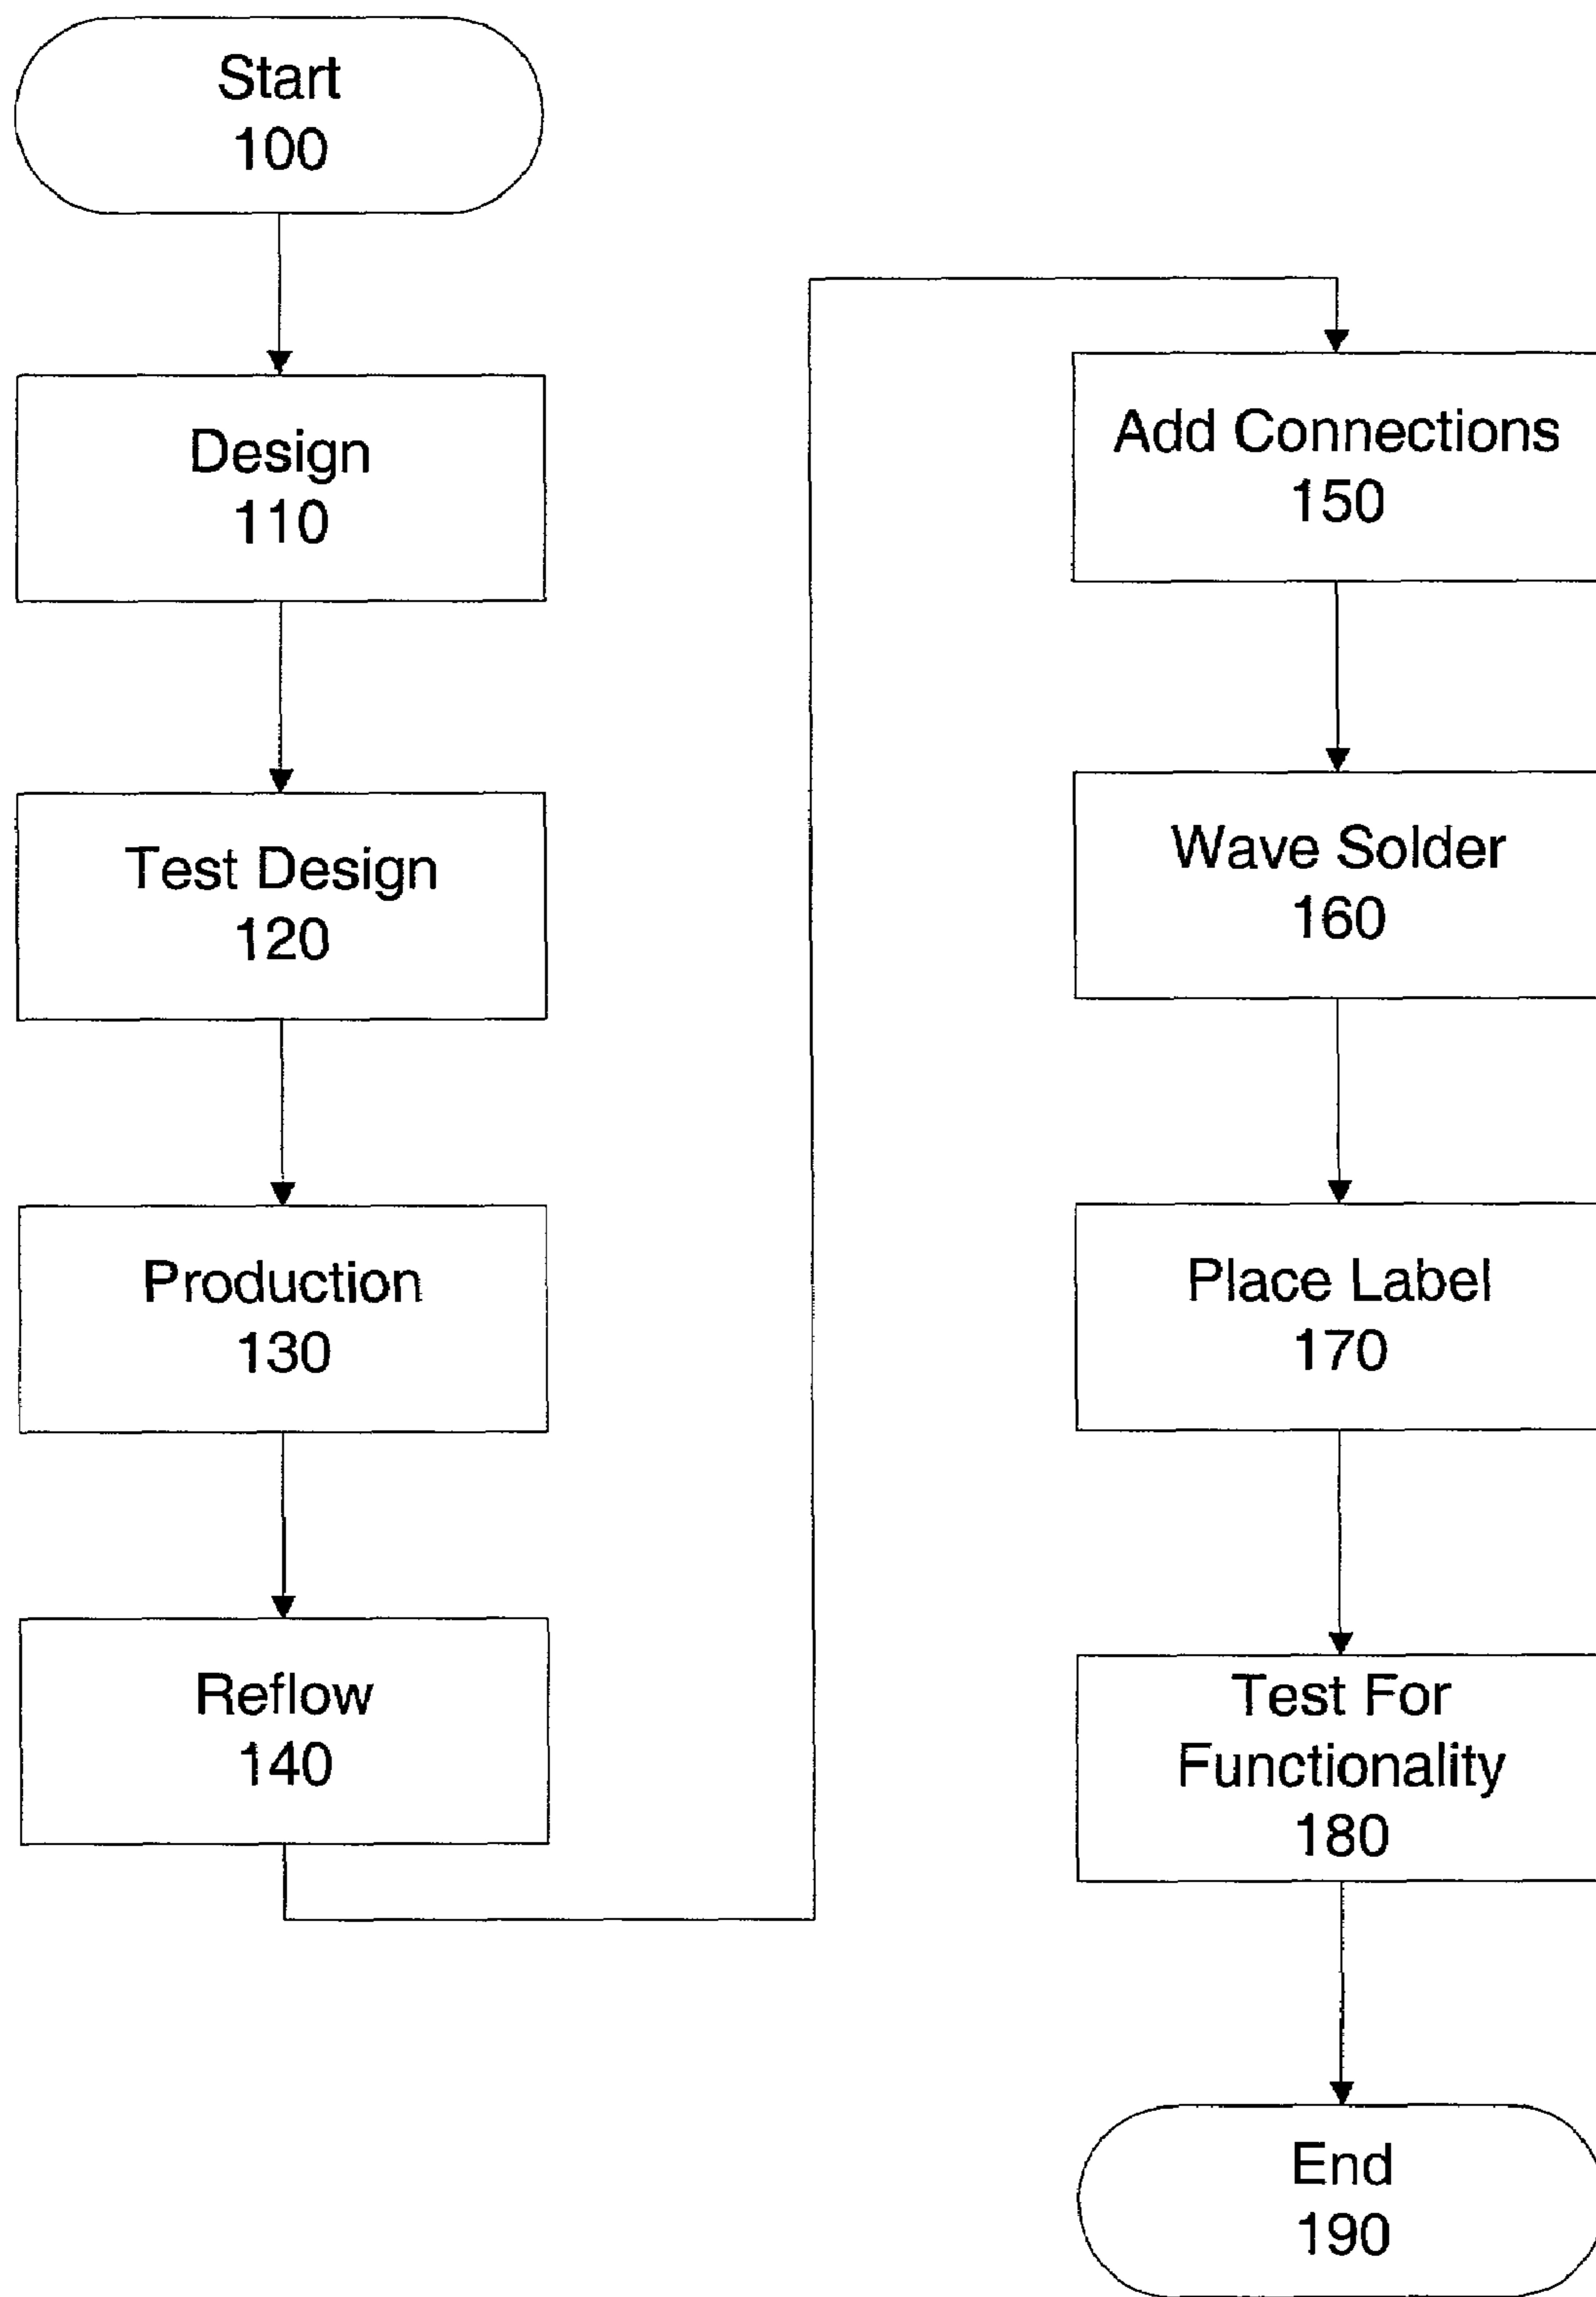 Start
100
Design
110
Test Design
120
Production
130
Reflow
140
Add Connections
150
Wave Solder
160
Place Label
170
Test For
Functionality
180
End
190